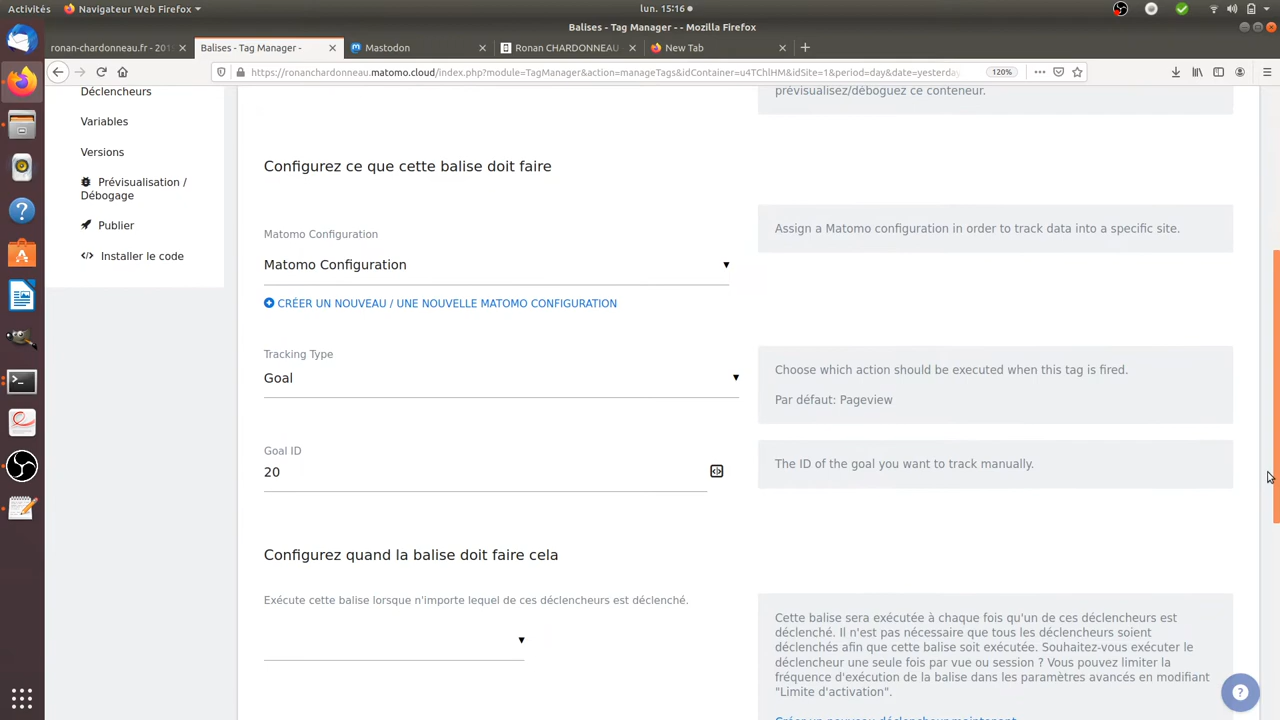 Activités
Navigateur Web Firefox
lun. 15:16
Balises - Tag Manager - - Mozilla Firefox
ronan-chardonneau.fr - 201
Balises - Tag Manager -
Mastodon
Ronan CHARDONNEAU
New Tab
https://ronanchardonneau.matomo.cloud/index.php?module=TagManager&action=manageTags&idContainer=u4TChlHM&idSite=1&period=day&date=yesterday
120%
Déclencheurs
Variables
Versions
Prévisualisation /
Débogage
Publier
Installer le code
prévisualisez/déboguez ce conteneur.
Configurez ce que cette balise doit faire
Matomo Configuration
Matomo Configuration
CRÉER UN NOUVEAU / UNE NOUVELLE MATOMO CONFIGURATION
Assign a Matomo configuration in order to track data into a specific site.
Tracking Type
Goal
Choose which action should be executed when this tag is fired.
Par défaut: Pageview
Goal ID
20
The ID of the goal you want to track manually.
Configurez quand la balise doit faire cela
Exécute cette balise lorsque n'importe lequel de ces déclencheurs est déclenché.
Cette balise sera exécutée à chaque fois qu'un de ces déclencheurs est
déclenché. Il n'est pas nécessaire que tous les déclencheurs soient
déclenchés afin que cette balise soit exécutée. Souhaitez-vous exécuter le
déclencheur une seule fois par vue ou session ? Vous pouvez limiter la
fréquence d'exécution de la balise dans les paramètres avancés en modifiant
"Limite d'activation".
Créer un nouveau déclencheur maintenant